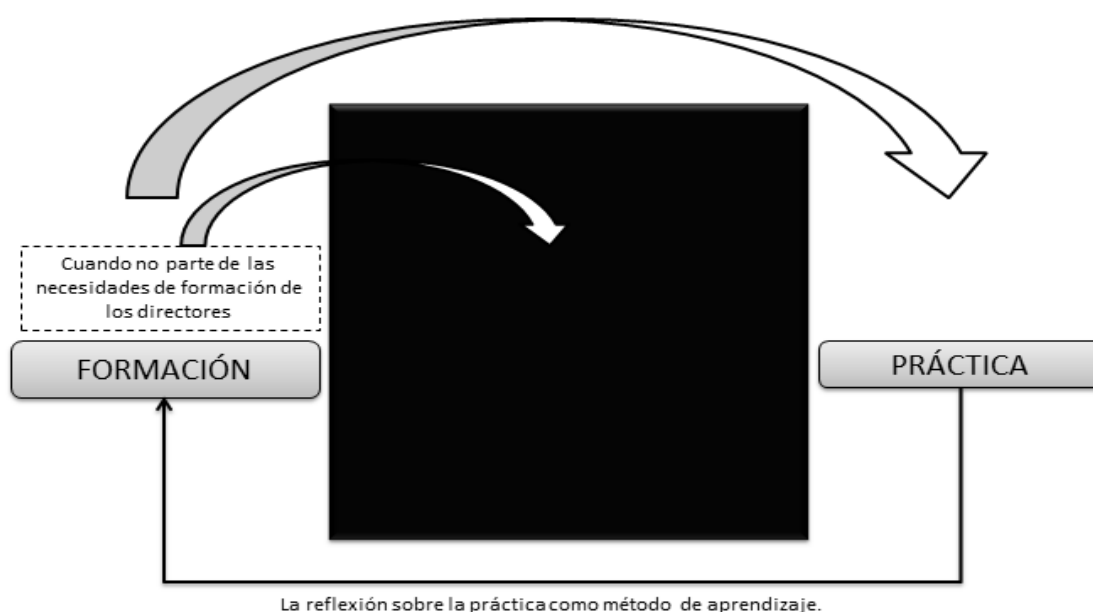 Cuando no parte de las
necesidades de formación de
los directores
FORMACIÓN
PRÁCTICA
La reflexión sobre la práctica como método de aprendizaje.